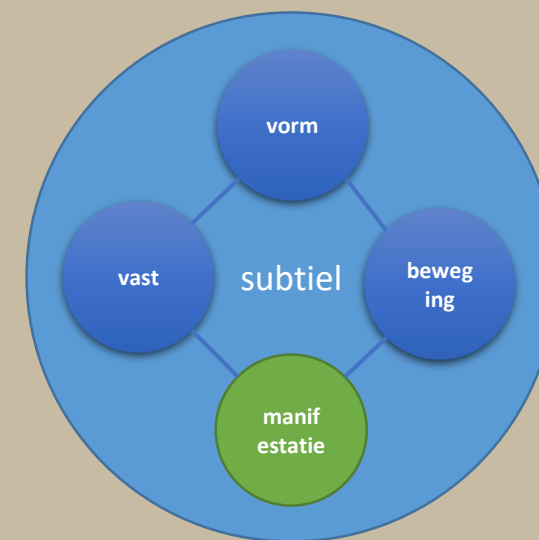 vorm
vast
subtiel
beweg
ing
manif
estatie